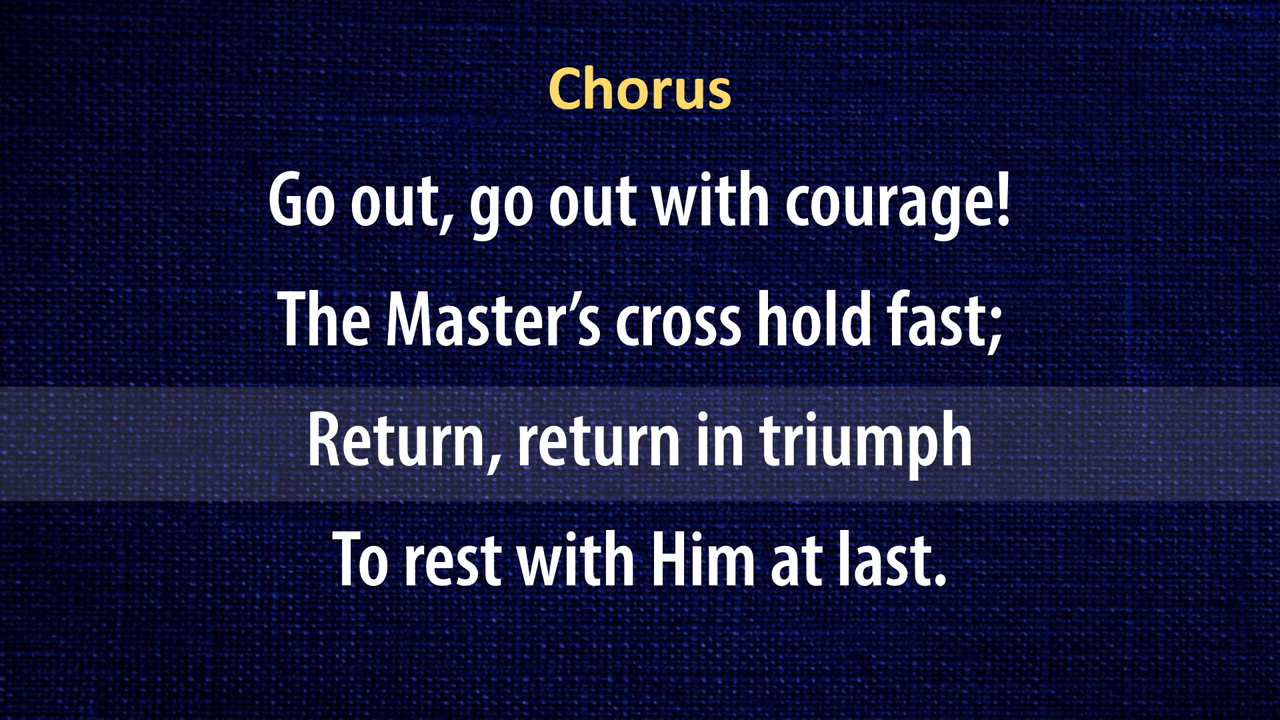 Chorus
Go out, go out with courage!
The Master’s cross hold fast;
Return, return in triumph
To rest with Him at last.